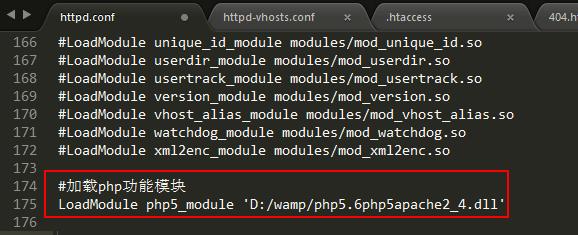 httpd.conf
httpd-vhosts.conf
×
.htaccess
×
404.h
166 #LoadModule unique_id_module modules/mod_unique_id.so
167 #LoadModule userdir_module modules/mod_userdir.so
168 #LoadModule usertrack_module modules/mod_usertrack.so
169 #LoadModule version_module modules/mod_version.so
170 #LoadModule vhost_alias_module modules/mod_vhost_alias.so
171 #LoadModule watchdog_module modules/mod_watchdog.so
172 #LoadModule xml2enc_module modules/mod_xml2enc.so
173
174 #加载php功能模块
175 LoadModule php5_module 'D:/wamp/php5.6php5apache2_4.dll'